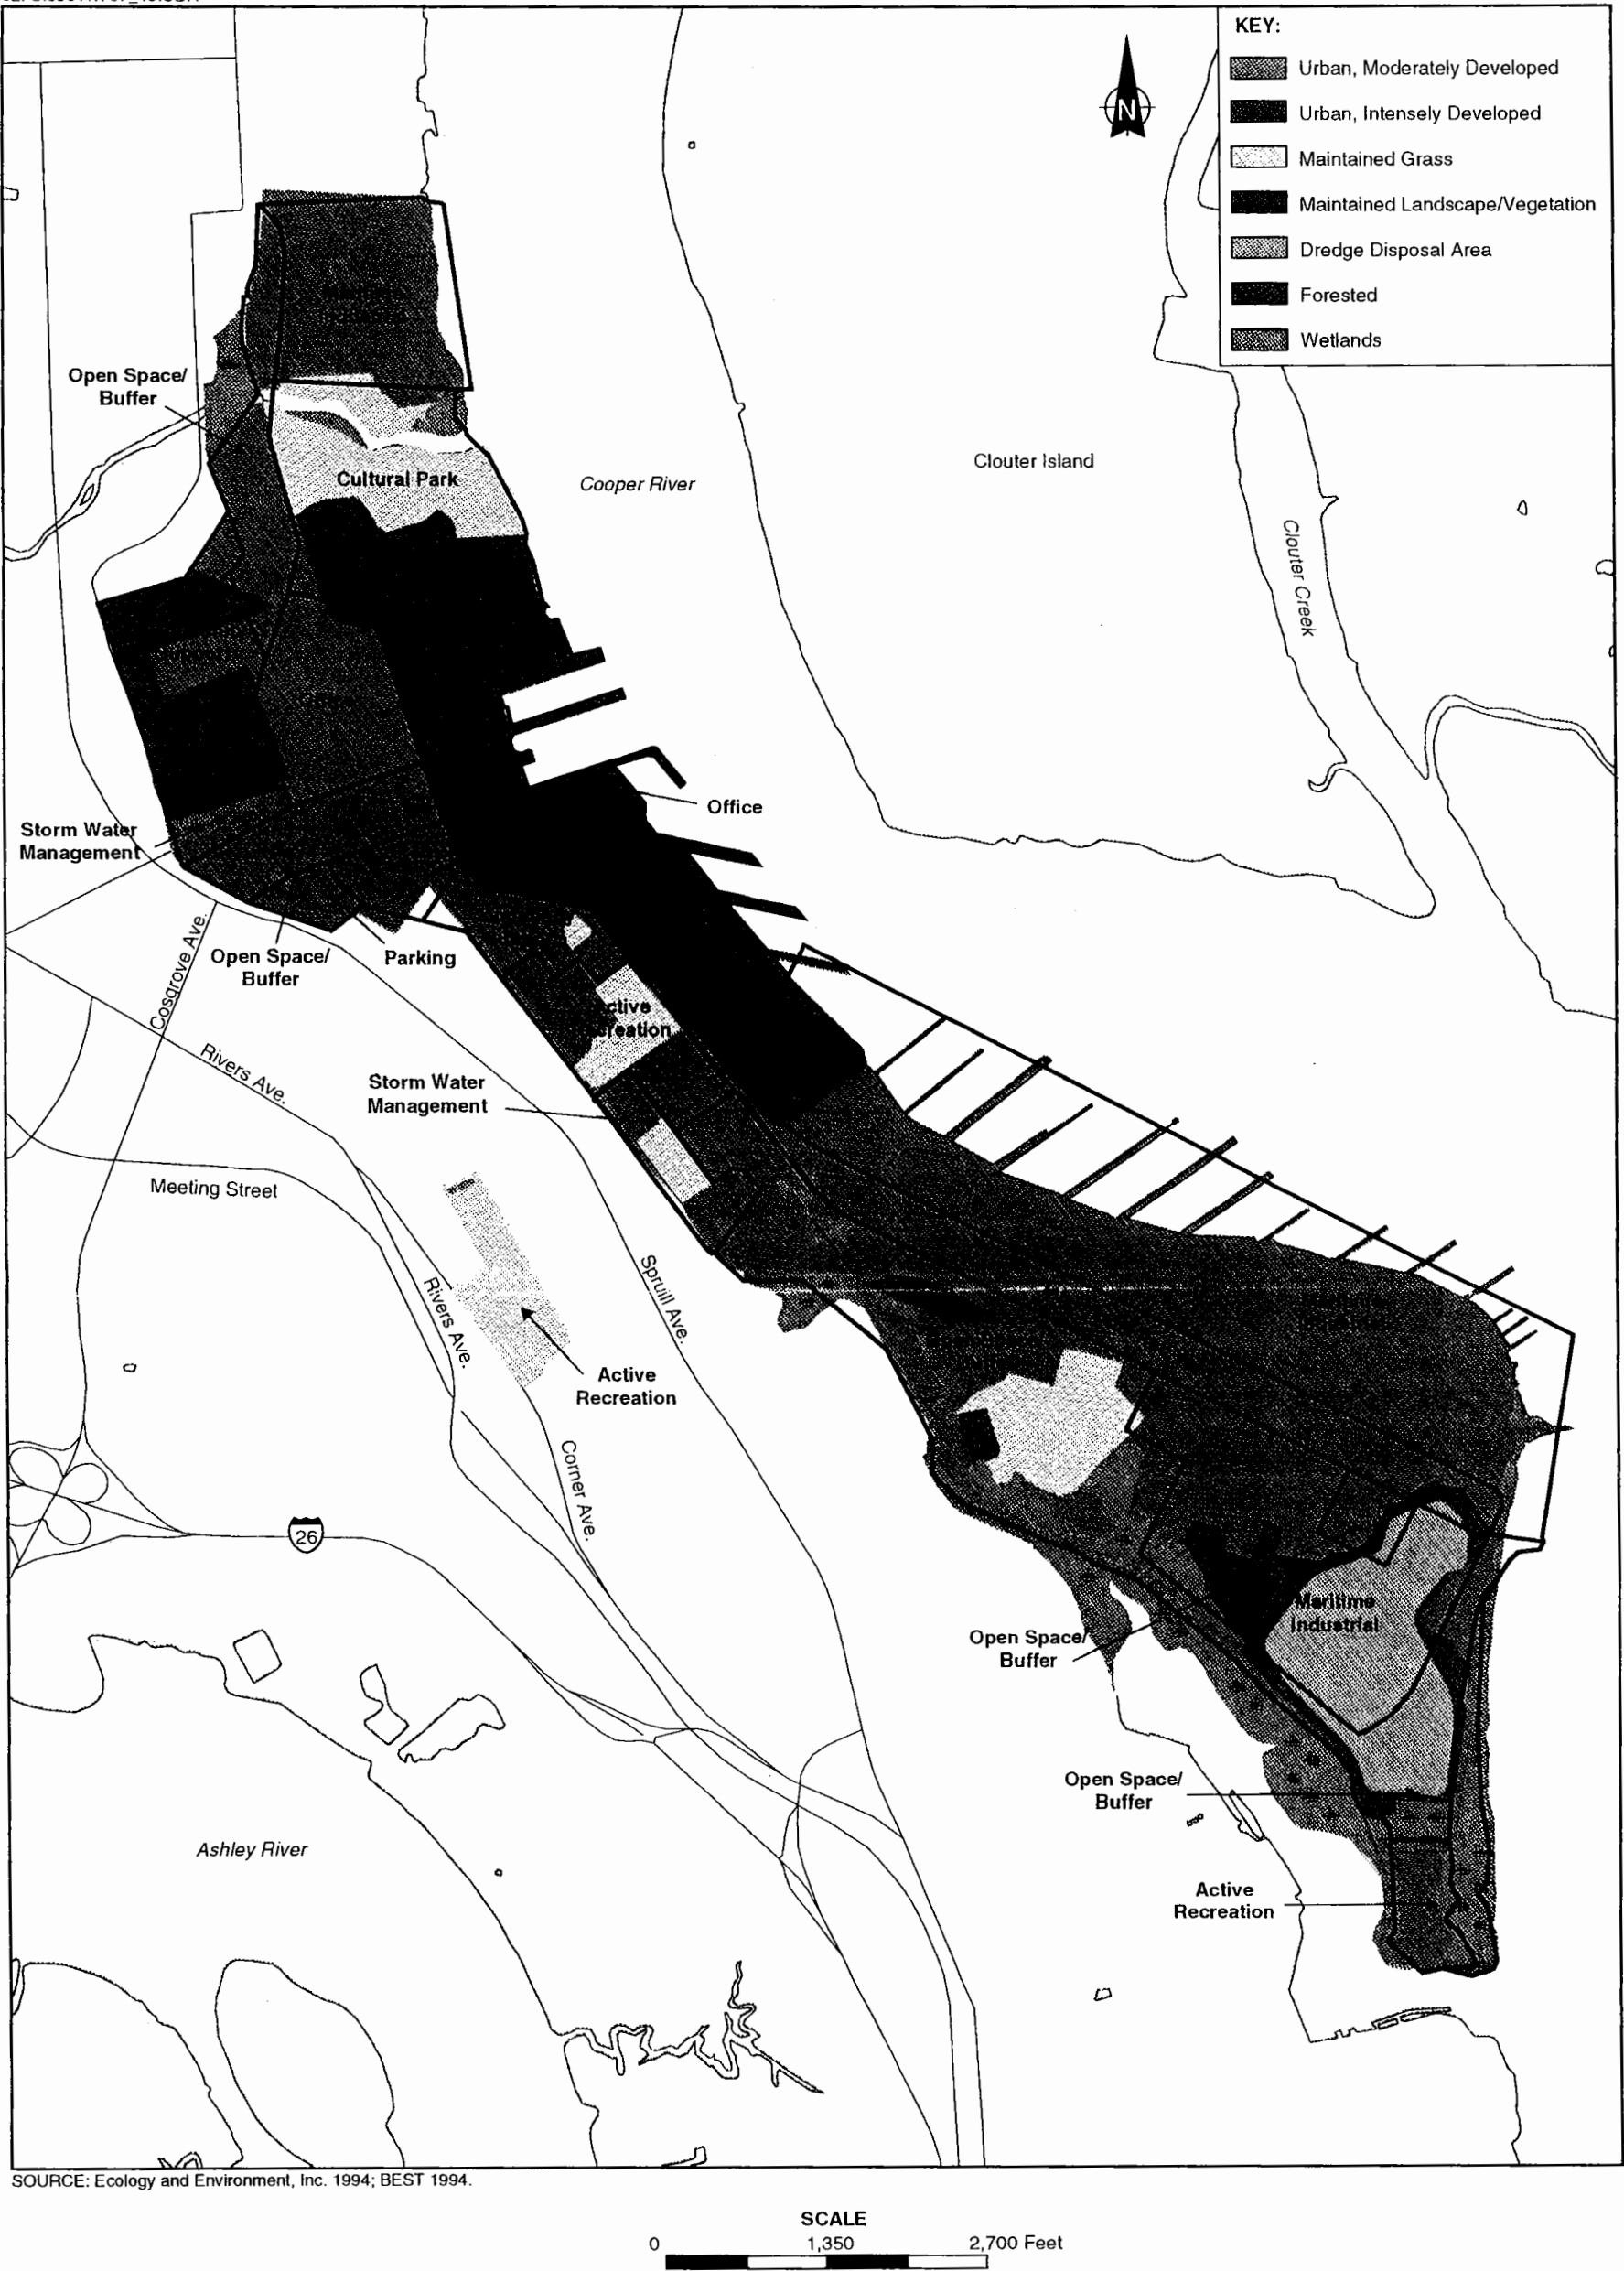 KEY:
Urban, Moderately Developed
Urban, Intensely Developed
Maintained Grass
Maintained Landscape/Vegetation
Dredge Disposal Area
Forested
Wetlands
N
Open Space/
Buffer
Cultural Park
Cooper River
Clouter Island
Clouter Creek
Office
Storm Water
Management
Open Space/
Buffer
Parking
Cosgrove Ave.
Rivers Ave.
Storm Water
Management
Meeting Street
Rivers Ave.
Spruill Ave.
Active
Recreation
Corner Ave.
26
Maritime
Industrial
Open Space/
Buffer
Open Space/
Buffer
Ashley River
Active
Recreation
SOURCE: Ecology and Environment, Inc. 1994; BEST 1994.
SCALE
0 1,350 2,700 Feet